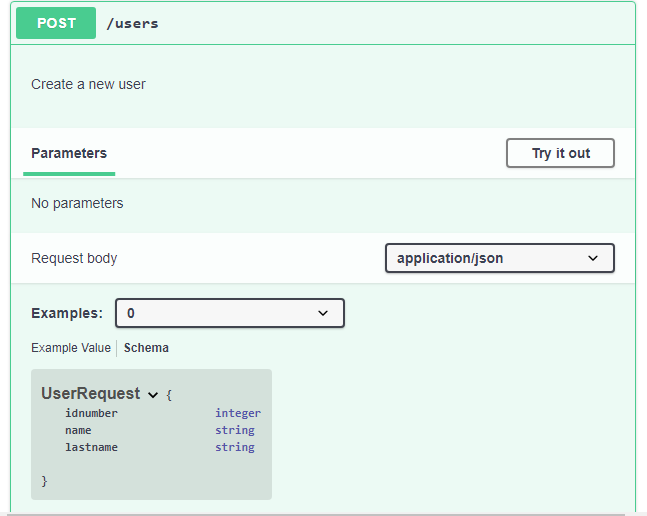 POST /users
Create a new user
Parameters Try it out
No parameters
Request body application/json
Examples: 0
Example Value Schema
UserRequest {
idnumber integer
name string
lastname string
}